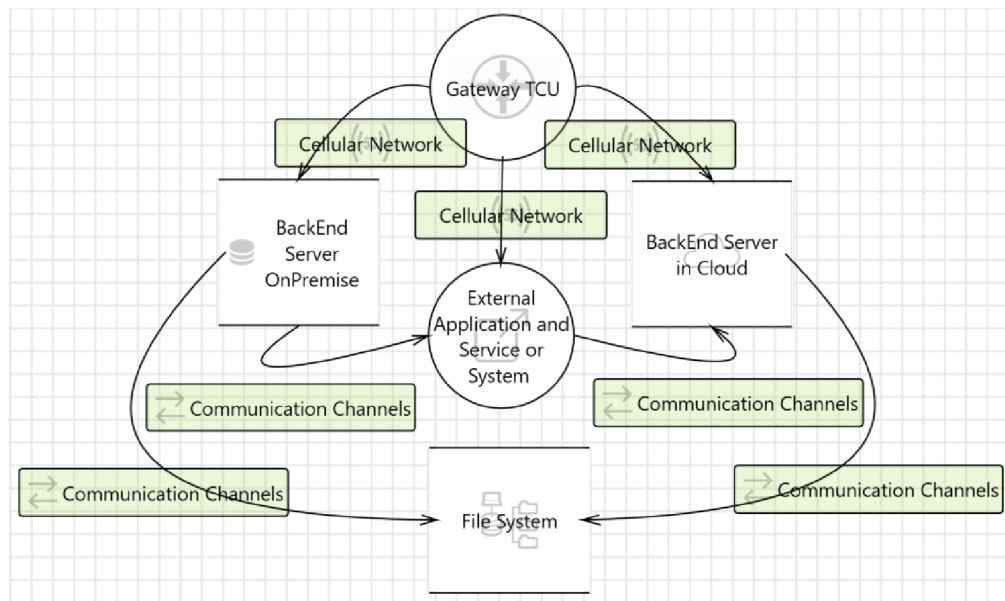 Gateway TCU
Cellular Network
Cellular Network
Cellular Network
BackEnd
Server
OnPremise
BackEnd Server
in Cloud
External
Application and
Service or
System
Communication Channels
Communication Channels
Communication Channels
Communication Channels
File System